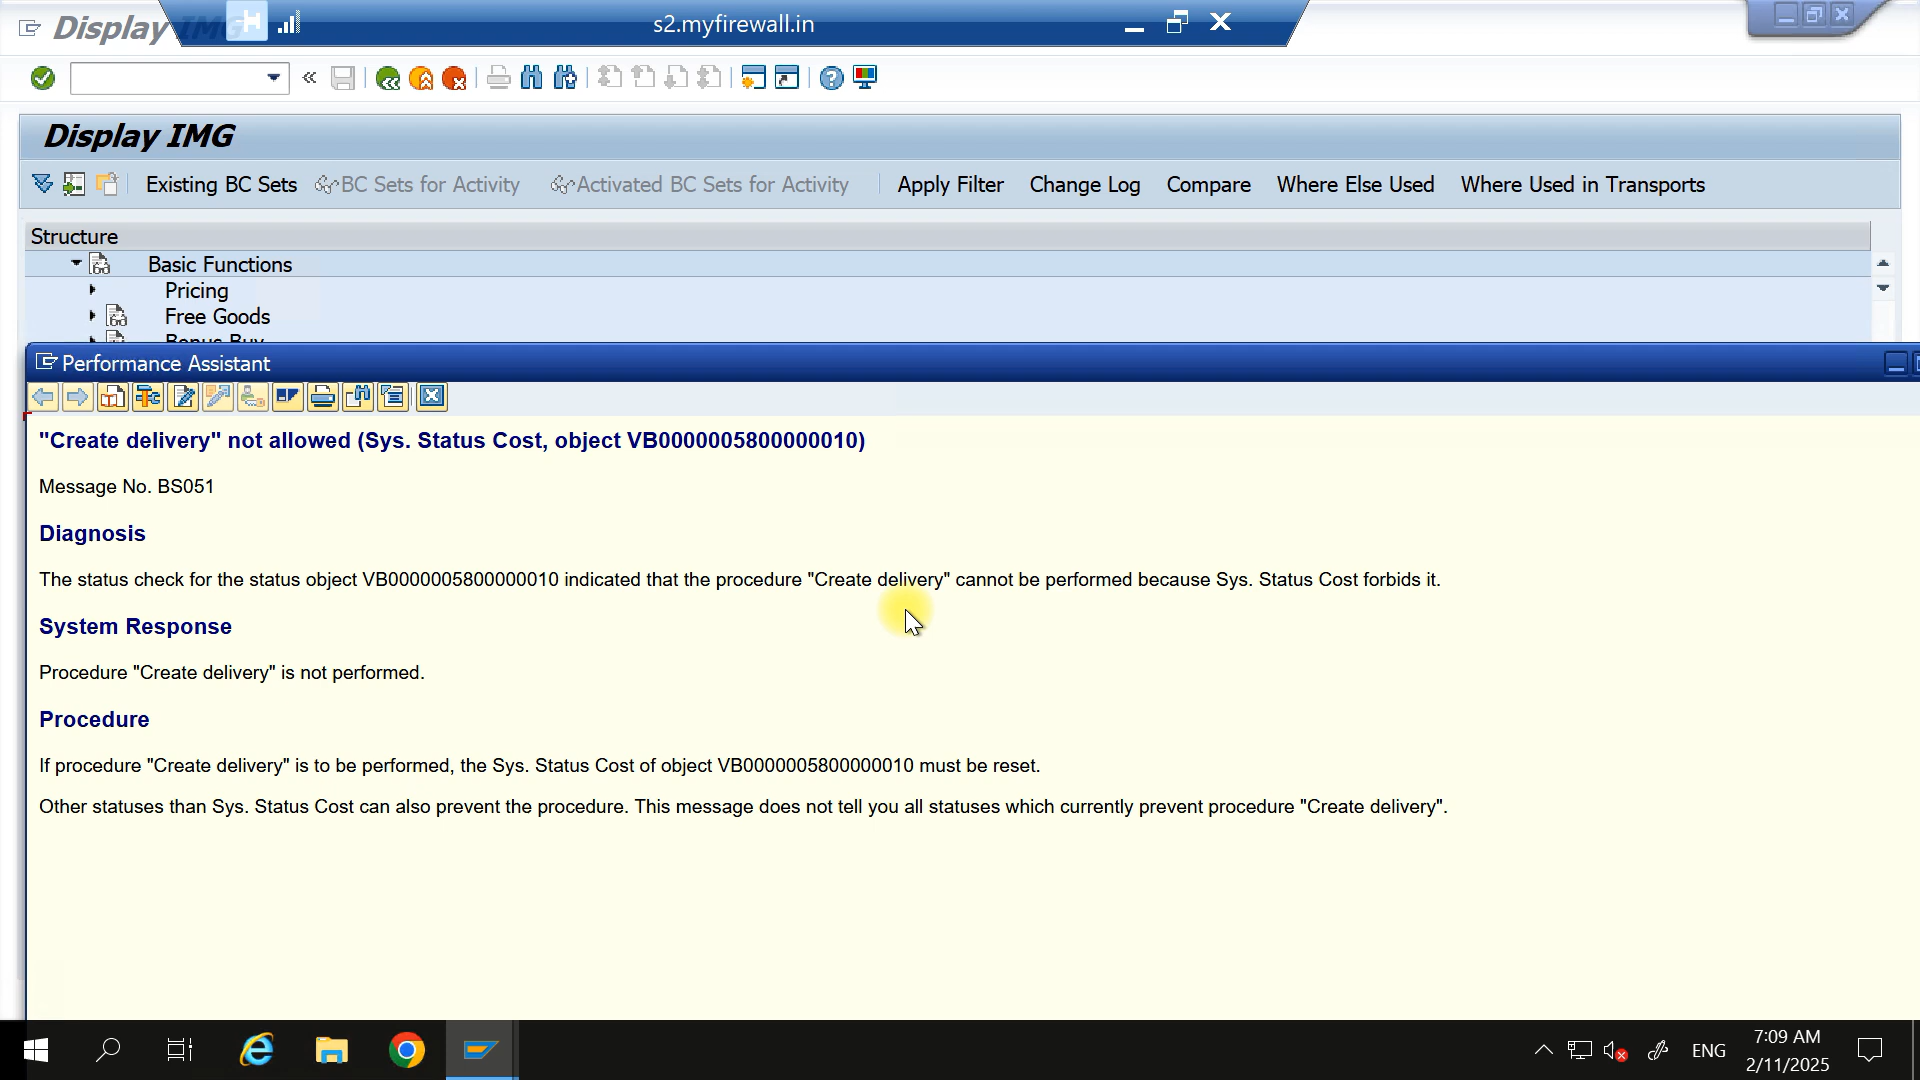 Display IMG
H
s2.myfirewall.in
Display IMG
Existing BC Sets BC Sets for Activity Activated BC Sets for Activity Apply Filter Change Log Compare Where Else Used Where Used in Transports
Structure
Basic Functions
Pricing
Free Goods
Bonus Buy
Performance Assistant
"Create delivery" not allowed (Sys. Status Cost, object VB0000005800000010)
Message No. BS051
Diagnosis
The status check for the status object VB0000005800000010 indicated that the procedure "Create delivery" cannot be performed because Sys. Status Cost forbids it.
System Response
Procedure "Create delivery" is not performed.
Procedure
If procedure "Create delivery" is to be performed, the Sys. Status Cost of object VB0000005800000010 must be reset.
Other statuses than Sys. Status Cost can also prevent the procedure. This message does not tell you all statuses which currently prevent procedure "Create delivery".
ENG
7:09 AM
2/11/2025